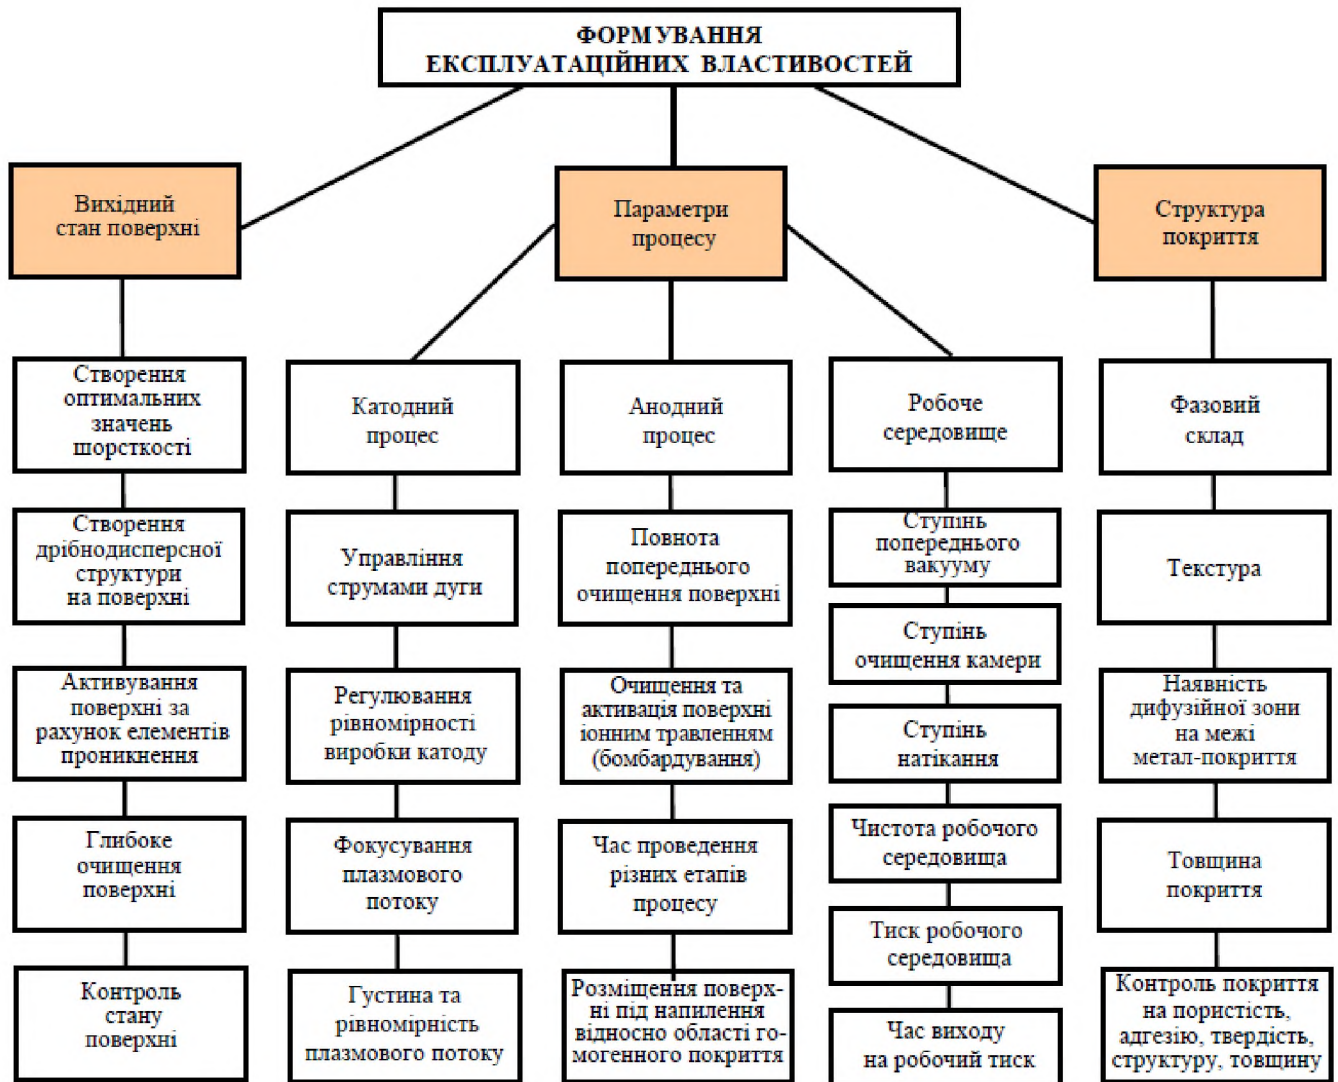 ФОРМУВАННЯ
ЕКСПЛУАТАЦІЙНИХ ВЛАСТИВОСТЕЙ
Вихідний
стан поверхні
Параметри
процесу
Структура
покриття
Створення
оптимальних
значень
шорсткості
Створення
дрібнодисперсної
структури
на поверхні
Активування
поверхні за
рахунок елементів
проникнення
Глибоке
очищення
поверхні
Контроль
стану
поверхні
Катодний
процес
Управління
струмами дуги
Регулювання
рівномірності
виробки катоду
Фокусування
плазмового
потоку
Густина та
рівномірність
плазмового потоку
Анодний
процес
Повнота
попереднього
очищення поверхні
Очищення та
активація поверхні
іонним травленням
(бомбардування)
Час проведення
різних етапів
процесу
Розміщення поверх-
ні під напилення
відносно області го-
могенного покриття
Робоче
середовище
Ступінь
попереднього
вакууму
Ступінь
очищення камери
Ступінь
натікання
Чистота робочого
середовища
Тиск робочого
середовища
Час виходу
на робочий тиск
Фазовий
склад
Текстура
Наявність
дифузійної зони
на межі
метал-покриття
Товщина
покриття
Контроль покриття
на пористість,
адгезію, твердість,
структуру, товщину